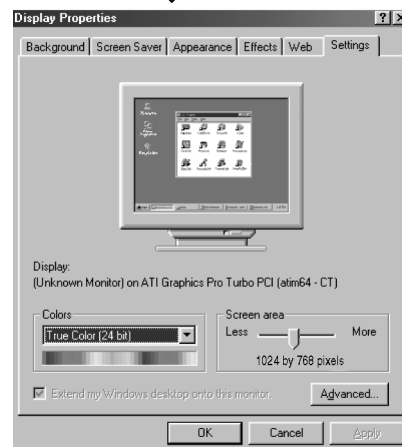 Display Properties
Background Screen Saver Appearance Effects Web Settings
Display:
(Unknown Monitor) on ATI Graphics Pro Turbo PCI (atim64 - CT)
Colors
True Color (24 bit)
Screen area
Less More
1024 by 768 pixels
Extend my Windows desktop onto this monitor.
Advanced...
OK Cancel Apply